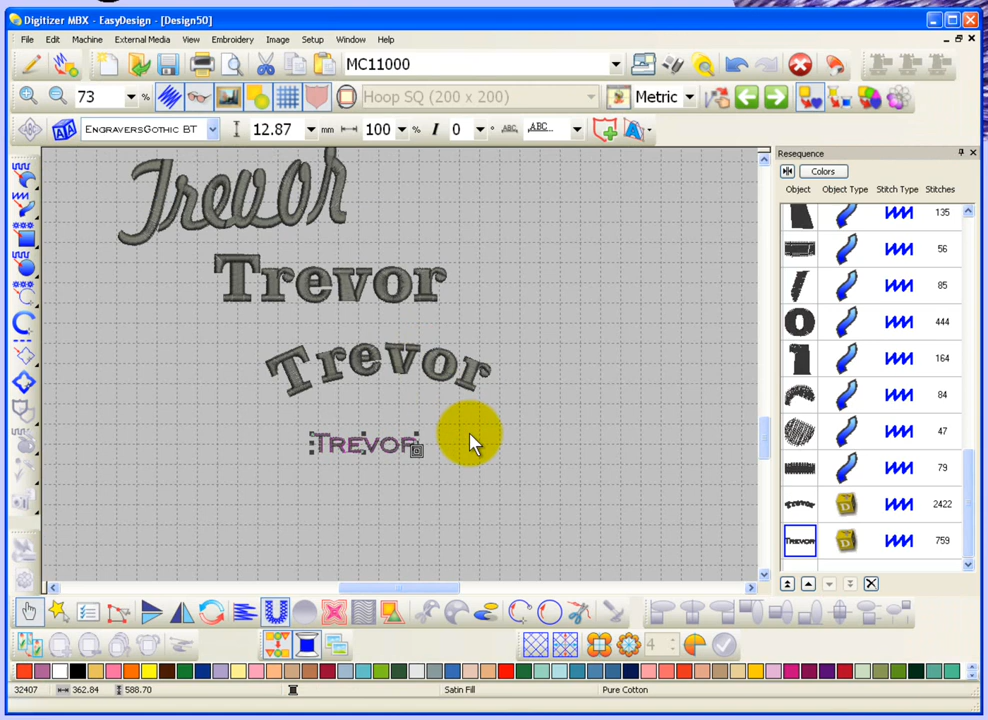 Digitizer MBX - EasyDesign - [Design50]
File Edit Machine External Media View Embroidery Image Setup Window Help
MC11000
73 % Hoop SQ (200 x 200) Metric
ENGRAVERSGOTHIC BT 12.87 mm 100 % I 0 ° ABC ABC...
Resequence
Colors
Object Object Type Stitch Type Stitches
Trevor
135
56
Trevor
85
444
Trevor
164
84
TREVOR
47
79
Trevor D 2422
TREVOR D 759
4
32407 362.84 588.70 Satin Fill Pure Cotton